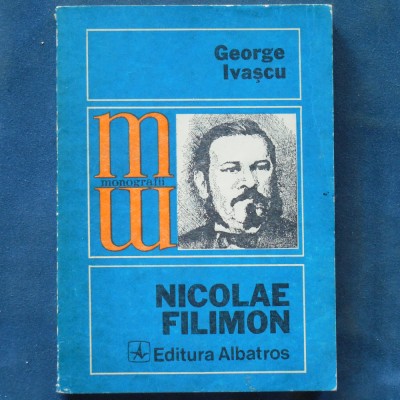 George
Ivașcu
m
monografii
m
NICOLAE
FILIMON
Editura Albatros